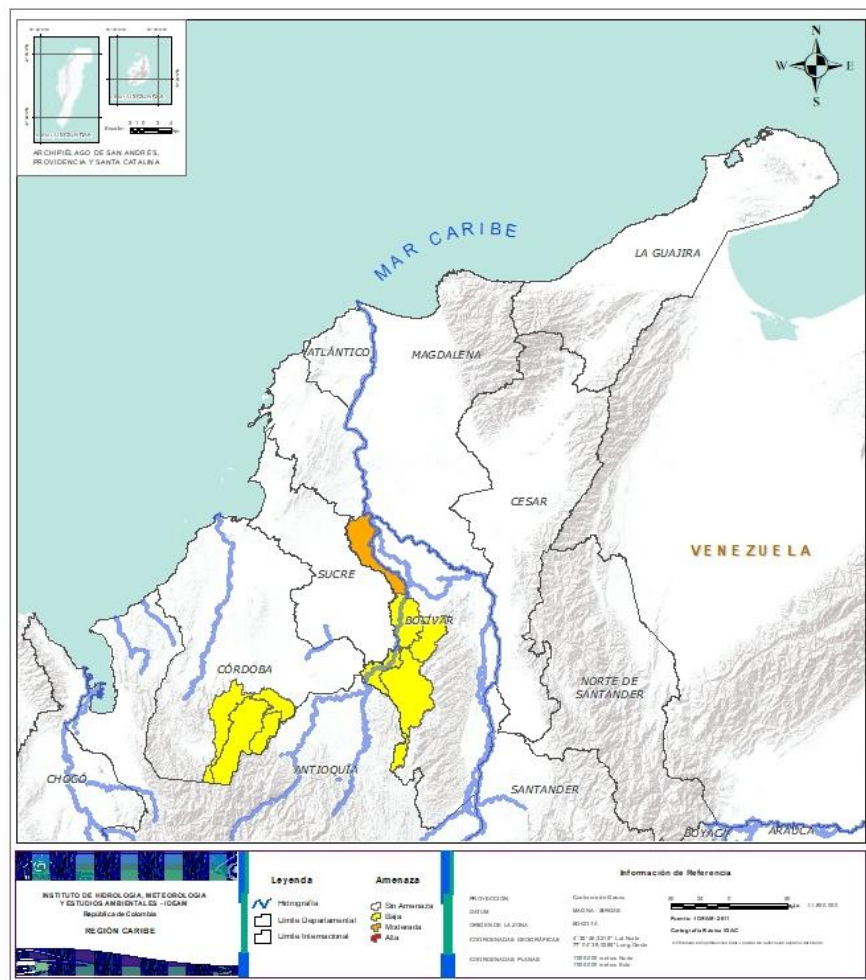 ARCHIPIÉLAGO DE SAN ANDRÉS,
PROVIDENCIA Y SANTA CATALINA
N
W
E
S
MAR CARIBE
LA GUAJIRA
ATLÁNTICO
MAGDALENA
CESAR
VENEZUELA
SUCRE
BOLÍVAR
CÓRDOBA
NORTE DE
SANTANDER
ANTIOQUIA
CHOCÓ
SANTANDER
BOYACÁ
ARAUCA
INSTITUTO DE HIDROLOGIA, METEOROLOGIA
Y ESTUDIOS AMBIENTALES - IDEAM
República de Colombia
REGIÓN CARIBE
Leyenda
Hidrografía
Límite Departamental
Límite Internacional
Amenaza
Sin Amenaza
Baja
Moderada
Alta
Información de Referencia
PROYECCIÓN
DATUM
MAGNA - SIRGAS
ORIGEN DE LA ZONA
BOGOTÁ
COORDENADAS GEOGRÁFICAS
COORDENADAS PLANAS
Fuente: IDEAM-2011
Cartografía Básica: IGAC